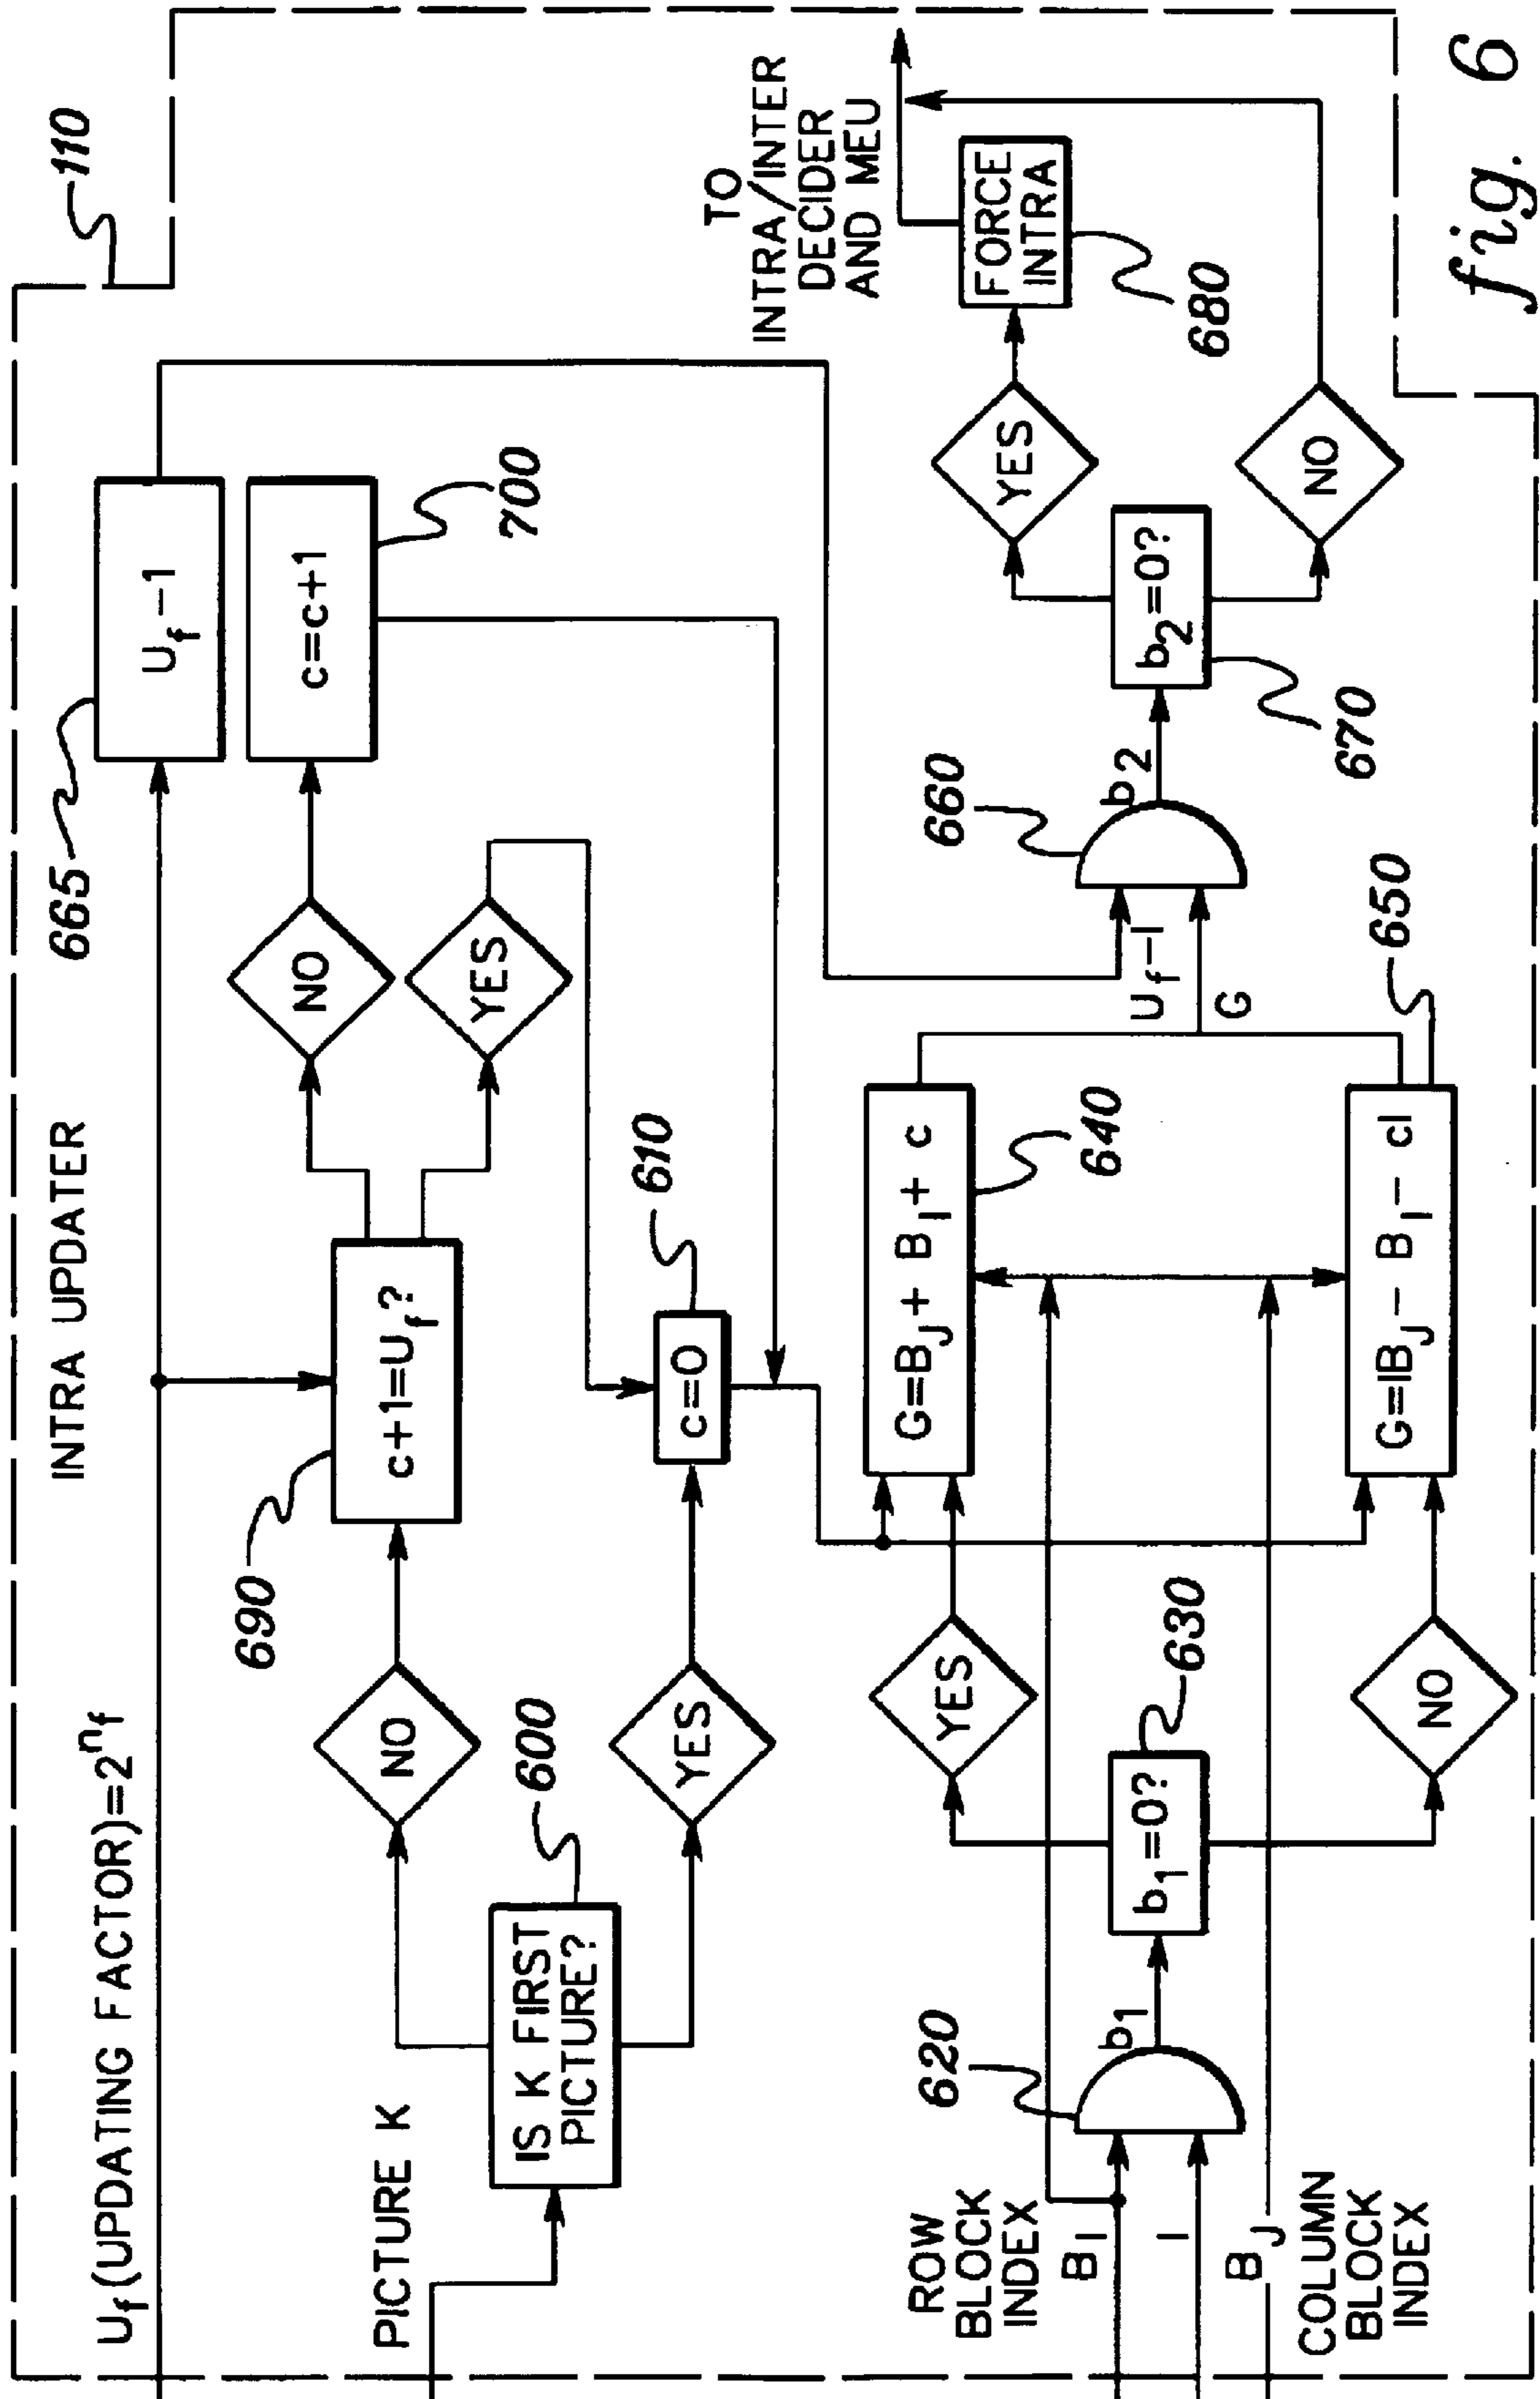 INTRA UPDATER
110
U_f(UPDATING FACTOR)=2^n_f
665
U_f-1
PICTURE K
IS K FIRST
PICTURE?
600
NO
YES
690
c+1=U_f?
NO
YES
c=c+1
700
c=0
610
ROW
BLOCK
INDEX
B_I
1
B_J
COLUMN
BLOCK
INDEX
620
b_1
b_1=0?
630
YES
NO
G=B_J+B_I+c
640
G=|B_J-B_I-c|
650
U_f-1
G
660
b_2
b_2=0?
670
YES
NO
FORCE
INTRA
680
TO
INTRA/INTER
DECIDER
AND MEU
fig. 6